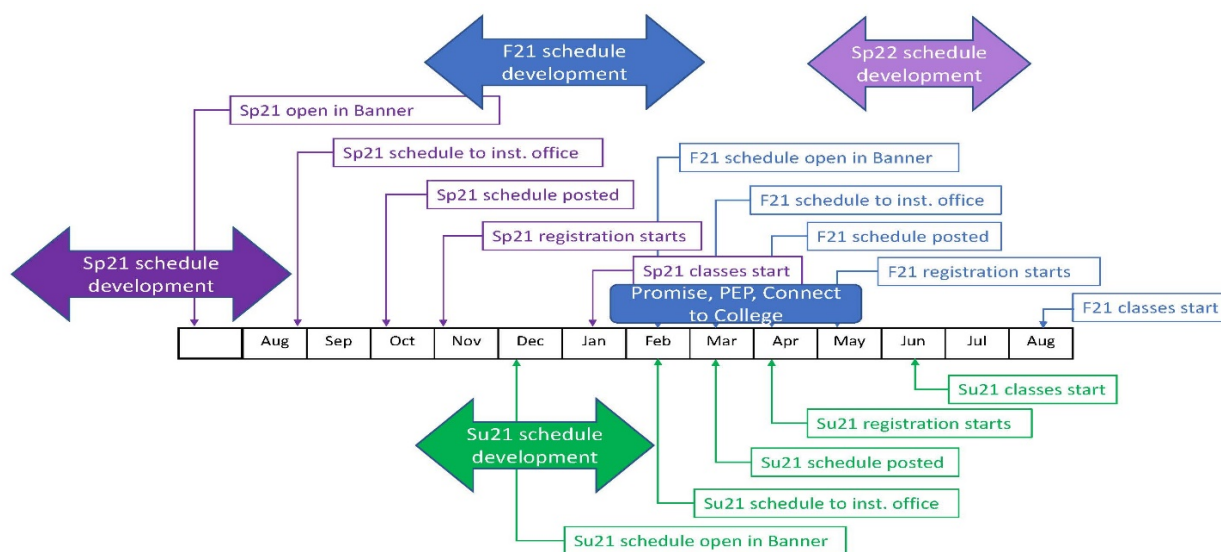 F21 schedule
development
Sp22 schedule
development
Sp21 open in Banner
Sp21 schedule to inst. office
F21 schedule open in Banner
Sp21 schedule posted
F21 schedule to inst. office
Sp21 registration starts
F21 schedule posted
Sp21 schedule
development
Sp21 classes start
F21 registration starts
Promise, PEP, Connect
to College
F21 classes start
Aug Sep Oct Nov Dec Jan Feb Mar Apr May Jun Jul Aug
Su21 classes start
Su21 schedule
development
Su21 registration starts
Su21 schedule posted
Su21 schedule to inst. office
Su21 schedule open in Banner